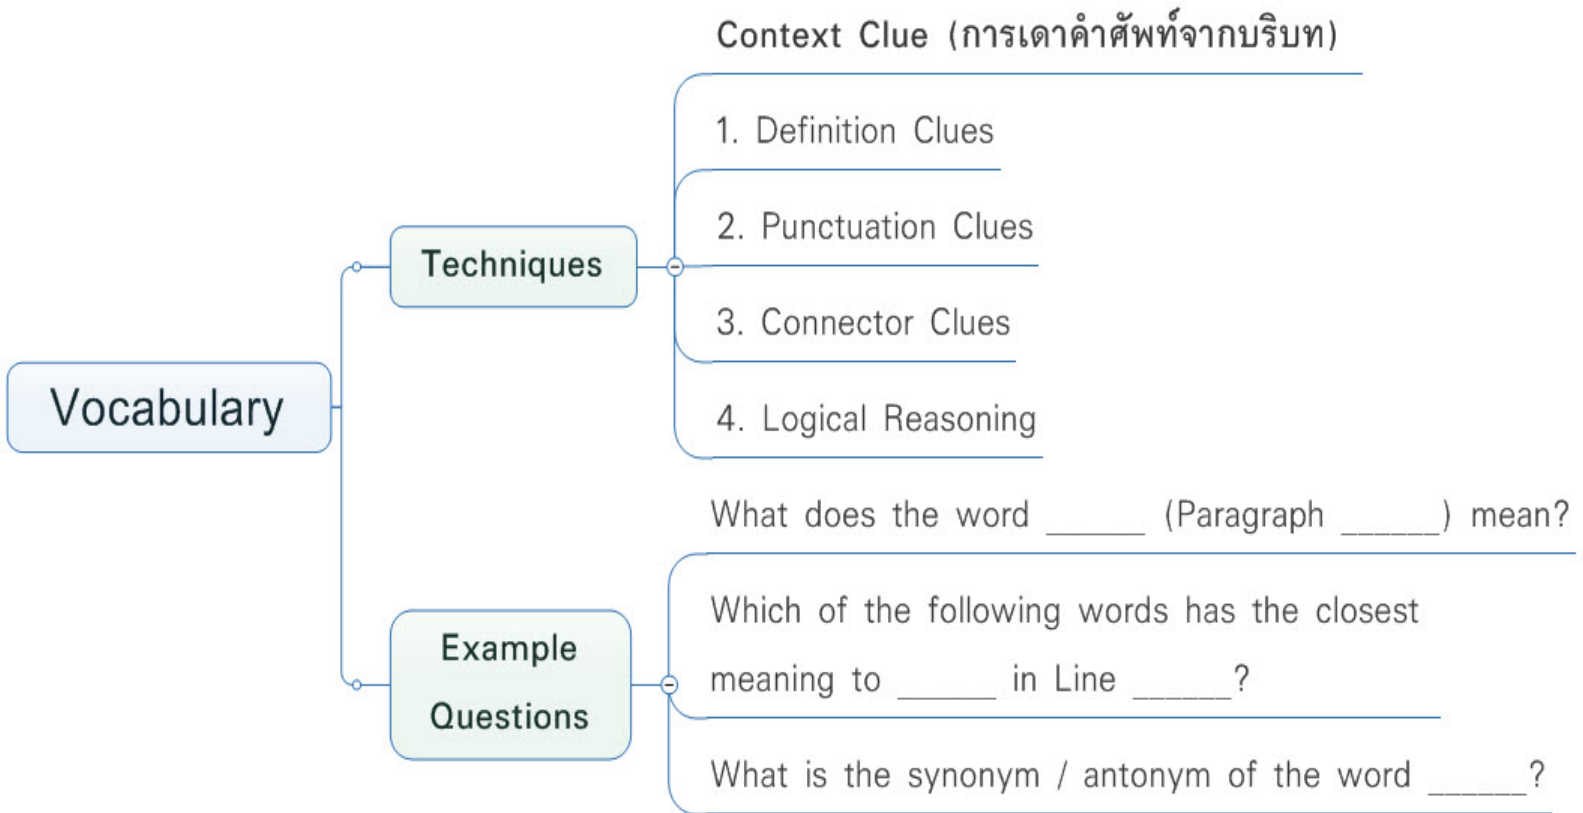 Context Clue (การเดาคำศัพท์จากบริบท)
1. Definition Clues
2. Punctuation Clues
Techniques
3. Connector Clues
4. Logical Reasoning
Vocabulary
What does the word ______ (Paragraph ______) mean?
Which of the following words has the closest
meaning to ______ in Line ______?
Example
Questions
What is the synonym / antonym of the word ______?